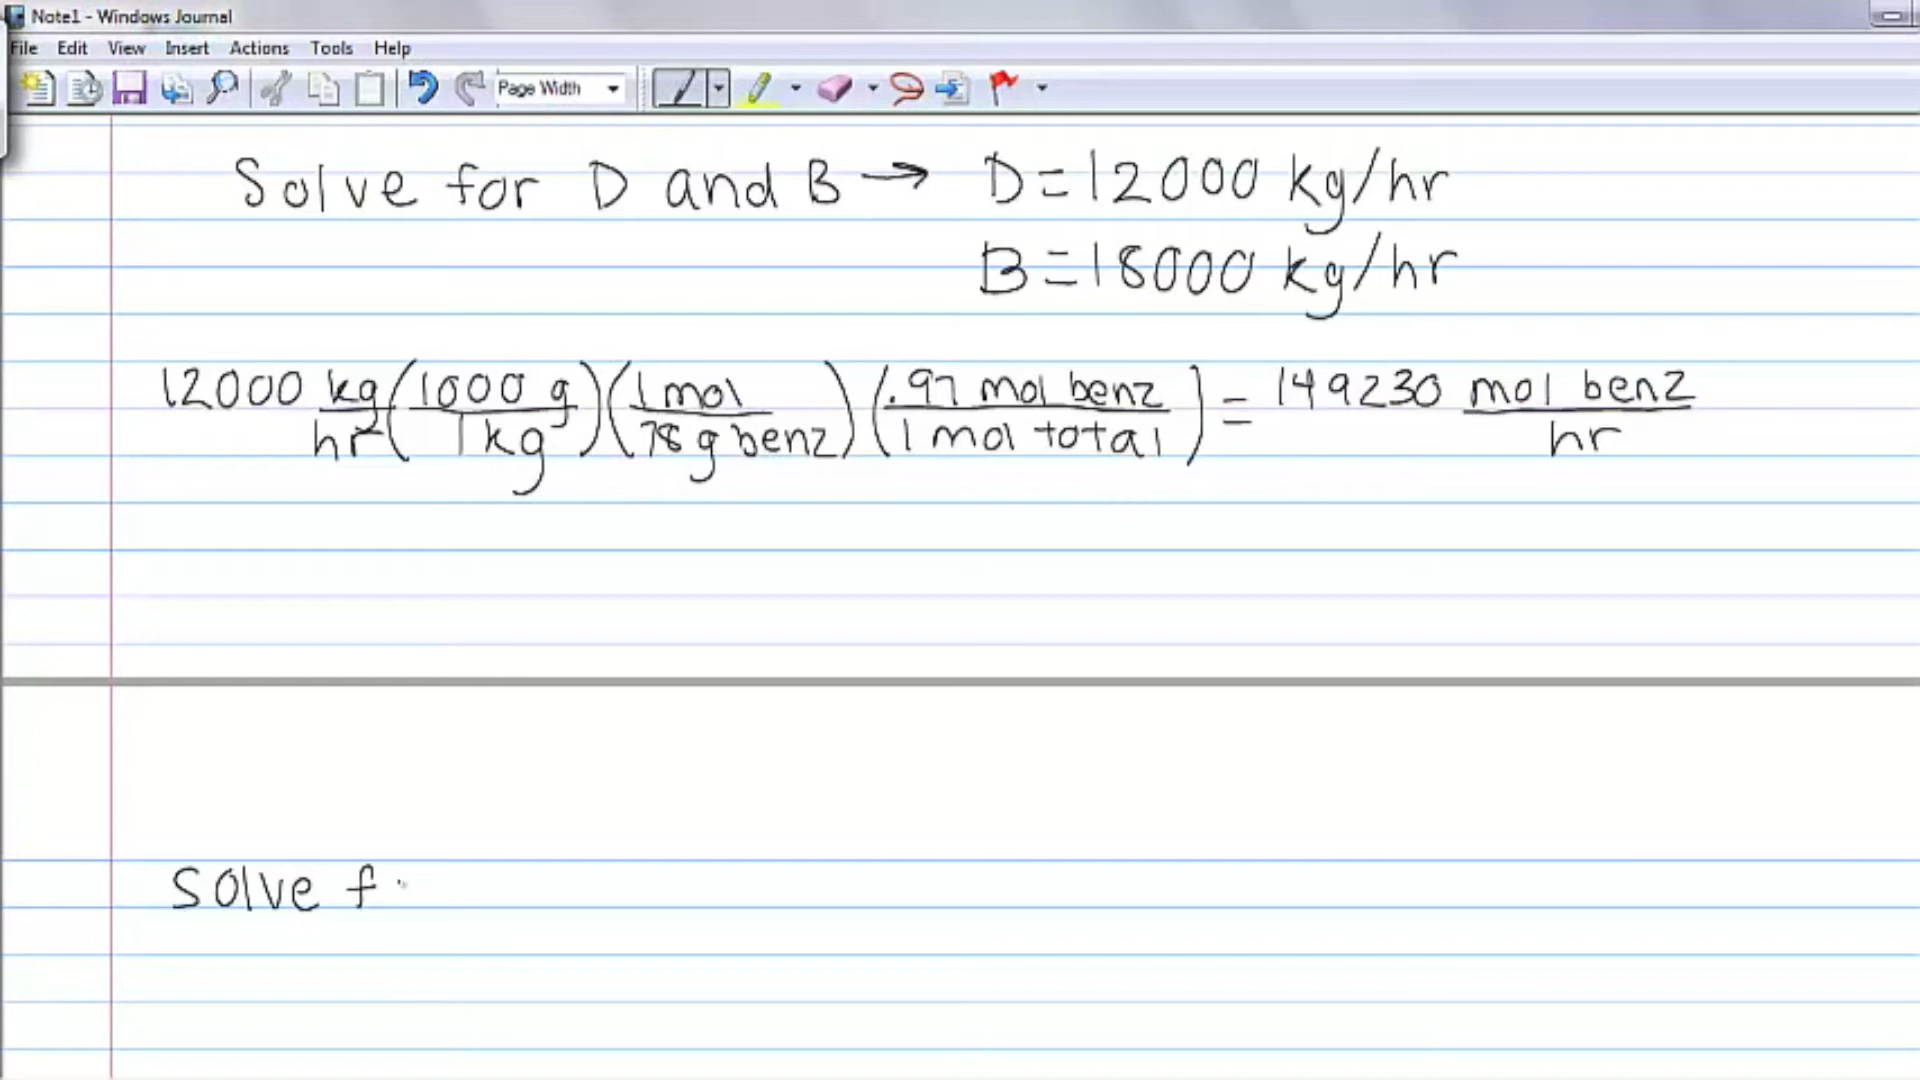 Note1 - Windows Journal
File Edit View Insert Actions Tools Help
Page Width
Solve for D and B → D = 12000 kg/hr
B = 18000 kg/hr
12000 kg/hr (1000 g/1 kg) (1 mol/78 g benz) (.97 mol benz/1 mol total) = 149230 mol benz/hr
Solve f